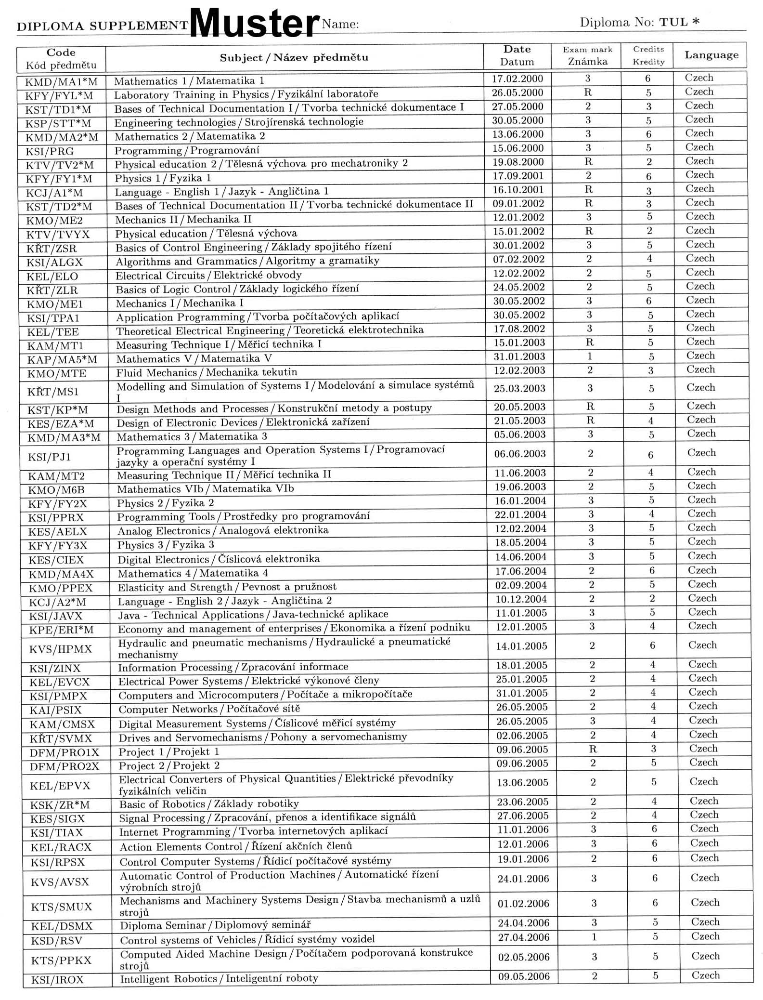 DIPLOMA SUPPLEMENT Muster Name: Diploma No: TUL *
Code Subject / Název předmětu Date Exam mark Credits Language
Kód předmětu Datum Známka Kredity
KMD/MA1*M Mathematics 1 / Matematika 1 17.02.2000 3 6 Czech
KFY/FYL*M Laboratory Training in Physics / Fyzikální laboratoře 26.05.2000 R 5 Czech
KST/TD1*M Bases of Technical Documentation I / Tvorba technické dokumentace I 27.05.2000 2 3 Czech
KSP/STT*M Engineering technologies / Strojírenská technologie 30.05.2000 3 5 Czech
KMD/MA2*M Mathematics 2 / Matematika 2 13.06.2000 3 6 Czech
KSI/PRG Programming / Programování 15.06.2000 3 5 Czech
KTV/TV2*M Physical education 2 / Tělesná výchova pro mechatroniky 2 19.08.2000 R 2 Czech
KFY/FY1*M Physics 1 / Fyzika 1 17.09.2001 2 6 Czech
KCJ/A1*M Language - English 1 / Jazyk - Angličtina 1 16.10.2001 R 3 Czech
KST/TD2*M Bases of Technical Documentation II / Tvorba technické dokumentace II 09.01.2002 R 3 Czech
KMO/ME2 Mechanics II / Mechanika II 12.01.2002 3 5 Czech
KTV/TVYX Physical education / Tělesná výchova 15.01.2002 R 2 Czech
KŘT/ZSR Basics of Control Engineering / Základy spojitého řízení 30.01.2002 3 5 Czech
KSI/ALGX Algorithms and Grammatics / Algoritmy a gramatiky 07.02.2002 2 4 Czech
KEL/ELO Electrical Circuits / Elektrické obvody 12.02.2002 2 5 Czech
KŘT/ZLR Basics of Logic Control / Základy logického řízení 24.05.2002 2 5 Czech
KMO/ME1 Mechanics I / Mechanika I 30.05.2002 3 6 Czech
KSI/TPA1 Application Programming / Tvorba počítačových aplikací 30.05.2002 3 5 Czech
KEL/TEE Theoretical Electrical Engineering / Teoretická elektrotechnika 17.08.2002 3 5 Czech
KAM/MT1 Measuring Technique I / Měřicí technika I 15.01.2003 R 5 Czech
KAP/MA5*M Mathematics V / Matematika V 31.01.2003 1 5 Czech
KMO/MTE Fluid Mechanics / Mechanika tekutin 12.02.2003 2 3 Czech
KŘT/MS1 Modelling and Simulation of Systems I / Modelování a simulace systémů 25.03.2003 3 5 Czech
I
KST/KP*M Design Methods and Processes / Konstrukční metody a postupy 20.05.2003 R 5 Czech
KES/EZA*M Design of Electronic Devices / Elektronická zařízení 21.05.2003 R 4 Czech
KMD/MA3*M Mathematics 3 / Matematika 3 05.06.2003 3 5 Czech
KSI/PJ1 Programming Languages and Operation Systems I / Programovací 06.06.2003 2 6 Czech
jazyky a operační systémy I
KAM/MT2 Measuring Technique II / Měřicí technika II 11.06.2003 2 4 Czech
KMO/M6B Mathematics VIb / Matematika VIb 19.06.2003 2 5 Czech
KFY/FY2X Physics 2 / Fyzika 2 16.01.2004 3 5 Czech
KSI/PPRX Programming Tools / Prostředky pro programování 22.01.2004 3 4 Czech
KES/AELX Analog Electronics / Analogová elektronika 12.02.2004 3 5 Czech
KFY/FY3X Physics 3 / Fyzika 3 18.05.2004 3 5 Czech
KES/CIEX Digital Electronics / Číslicová elektronika 14.06.2004 3 5 Czech
KMD/MA4X Mathematics 4 / Matematika 4 17.06.2004 2 6 Czech
KMO/PPEX Elasticity and Strength / Pevnost a pružnost 02.09.2004 2 5 Czech
KCJ/A2*M Language - English 2 / Jazyk - Angličtina 2 10.12.2004 2 2 Czech
KSI/JAVX Java - Technical Applications / Java-technické aplikace 11.01.2005 3 5 Czech
KPE/ERI*M Economy and management of enterprises / Ekonomika a řízení podniku 12.01.2005 3 4 Czech
KVS/HPMX Hydraulic and pneumatic mechanisms / Hydraulické a pneumatické 14.01.2005 2 6 Czech
mechanismy
KSI/ZINX Information Processing / Zpracování informace 18.01.2005 2 4 Czech
KEL/EVCX Electrical Power Systems / Elektrické výkonové členy 25.01.2005 2 4 Czech
KSI/PMPX Computers and Microcomputers / Počítače a mikropočítače 31.01.2005 2 4 Czech
KAI/PSIX Computer Networks / Počítačové sítě 26.05.2005 2 4 Czech
KAM/CMSX Digital Measurement Systems / Číslicové měřicí systémy 26.05.2005 3 4 Czech
KŘT/SVMX Drives and Servomechanisms / Pohony a servomechanismy 02.06.2005 2 4 Czech
DFM/PRO1X Project 1 / Projekt 1 09.06.2005 R 3 Czech
DFM/PRO2X Project 2 / Projekt 2 09.06.2005 2 5 Czech
KEL/EPVX Electrical Converters of Physical Quantities / Elektrické převodníky 13.06.2005 2 5 Czech
fyzikálních veličin
KSK/ZR*M Basic of Robotics / Základy robotiky 23.06.2005 2 4 Czech
KES/SIGX Signal Processing / Zpracování, přenos a identifikace signálů 27.06.2005 2 4 Czech
KSI/TIAX Internet Programming / Tvorba internetových aplikací 11.01.2006 3 6 Czech
KEL/RACX Action Elements Control / Řízení akčních členů 12.01.2006 3 6 Czech
KSI/RPSX Control Computer Systems / Řídicí počítačové systémy 19.01.2006 2 6 Czech
KVS/AVSX Automatic Control of Production Machines / Automatické řízení 24.01.2006 3 6 Czech
výrobních strojů
KTS/SMUX Mechanisms and Machinery Systems Design / Stavba mechanismů a uzlů 01.02.2006 3 6 Czech
strojů
KEL/DSMX Diploma Seminar / Diplomový seminář 24.04.2006 3 5 Czech
KSD/RSV Control systems of Vehicles / Řídicí systémy vozidel 27.04.2006 1 5 Czech
KTS/PPKX Computed Aided Machine Design / Počítačem podporovaná konstrukce 02.05.2006 3 5 Czech
strojů
KSI/IROX Intelligent Robotics / Inteligentní roboty 09.05.2006 2 5 Czech